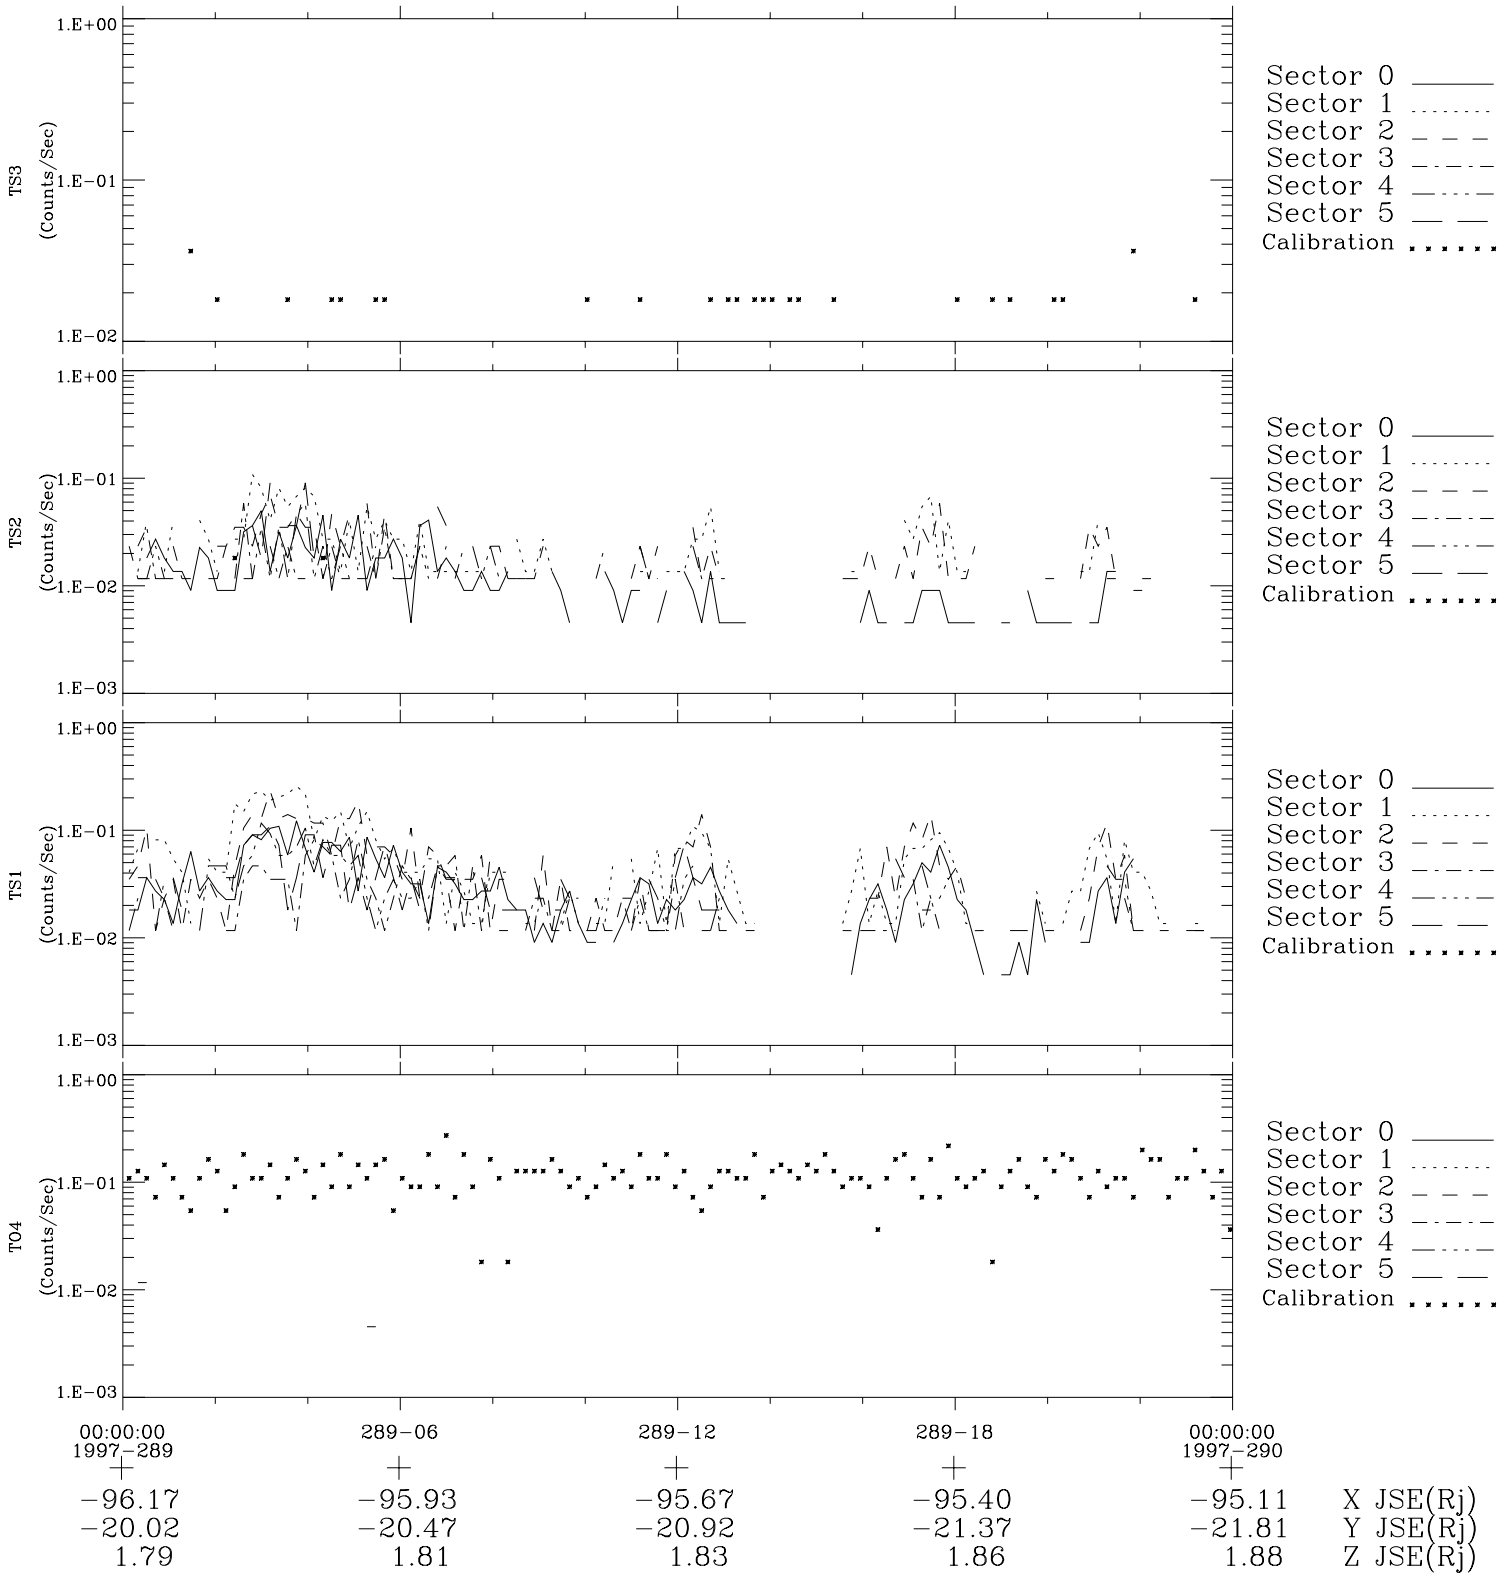 1.E+00
1.E-01
1.E-02
TS3
(Counts/Sec)
Sector 0
Sector 1
Sector 2
Sector 3
Sector 4
Sector 5
Calibration
1.E+00
1.E-01
1.E-02
1.E-03
TS2
(Counts/Sec)
Sector 0
Sector 1
Sector 2
Sector 3
Sector 4
Sector 5
Calibration
1.E+00
1.E-01
1.E-02
1.E-03
TS1
(Counts/Sec)
Sector 0
Sector 1
Sector 2
Sector 3
Sector 4
Sector 5
Calibration
1.E+00
1.E-01
1.E-02
1.E-03
TO4
(Counts/Sec)
Sector 0
Sector 1
Sector 2
Sector 3
Sector 4
Sector 5
Calibration
00:00:00 289-06 289-12 289-18 00:00:00
1997-289 1997-290
-96.17 -95.93 -95.67 -95.40 -95.11 X JSE(Rj)
-20.02 -20.47 -20.92 -21.37 -21.81 Y JSE(Rj)
1.79 1.81 1.83 1.86 1.88 Z JSE(Rj)